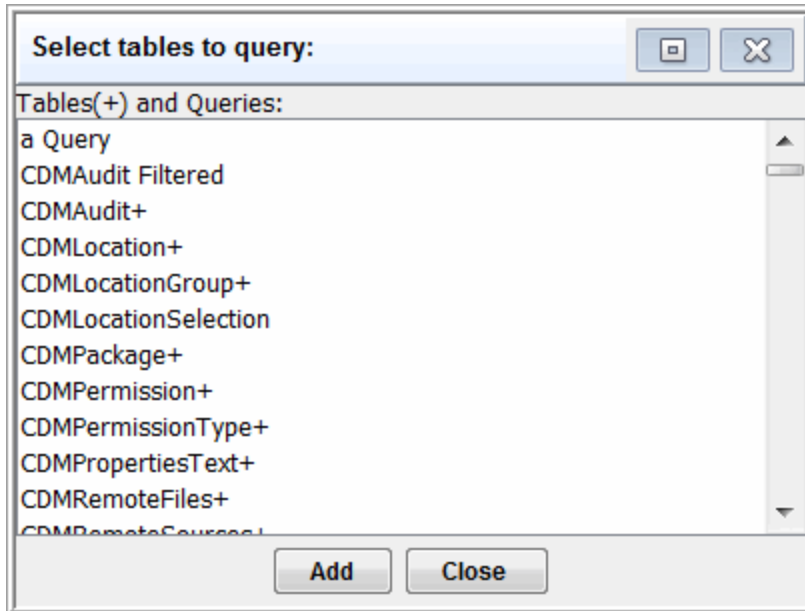 Select tables to query:
Tables(+) and Queries:
a Query
CDMAudit Filtered
CDMAudit+
CDMLocation+
CDMLocationGroup+
CDMLocationSelection
CDMPackage+
CDMPermission+
CDMPermissionType+
CDMPropertiesText+
CDMRemoteFiles+
CDMRemoteSources+
Add Close